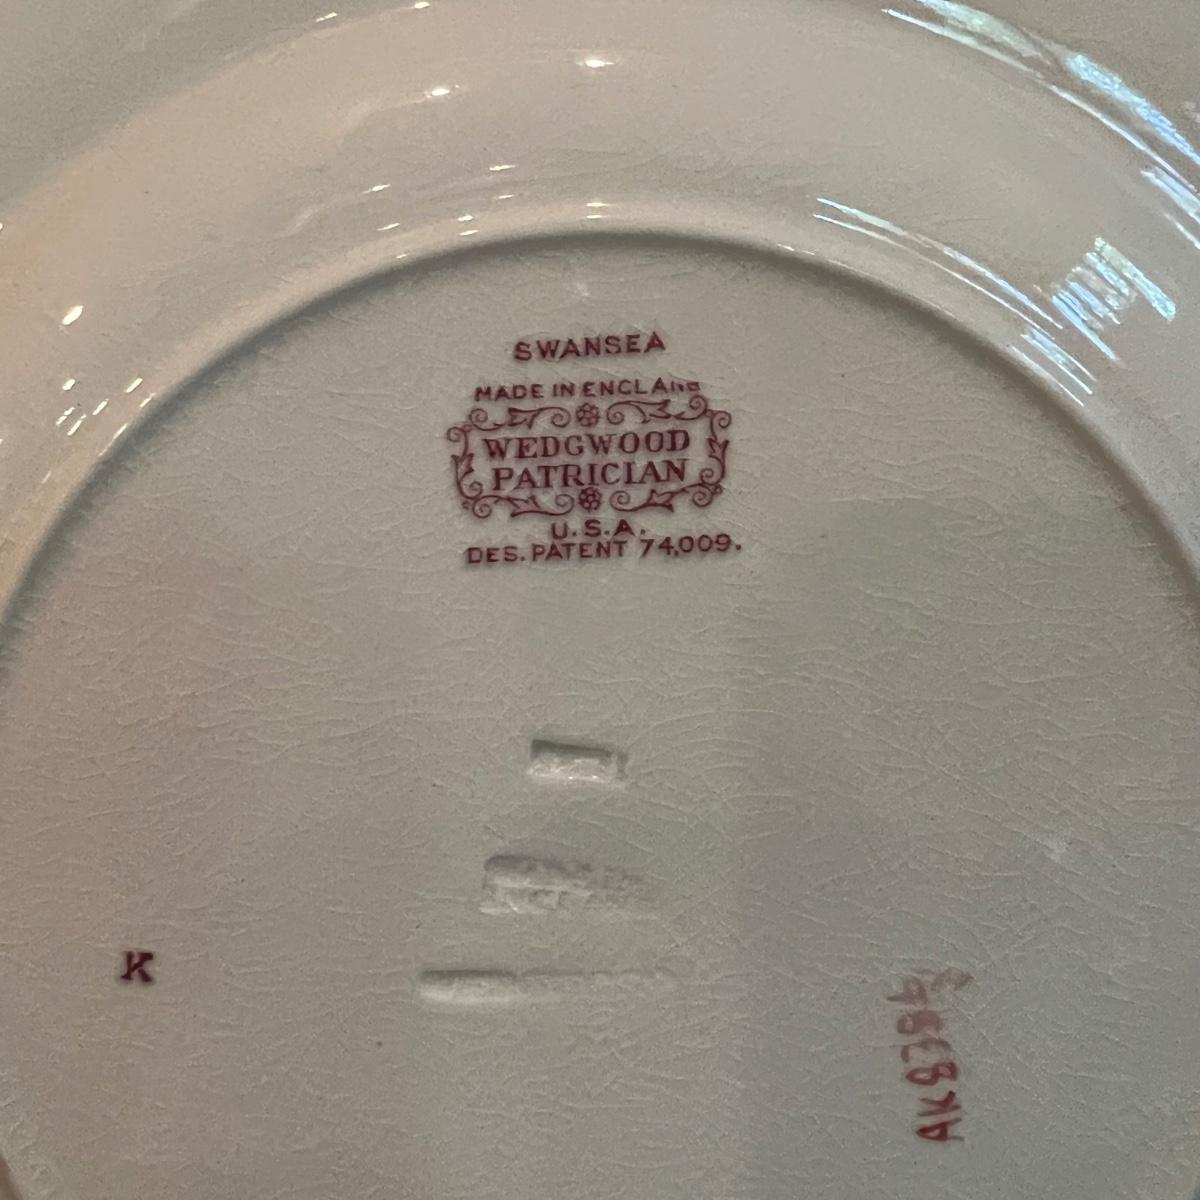 SWANSEA
MADE IN ENGLAND
WEDGWOOD
PATRICIAN
U.S.A.
DES. PATENT 74,009.
K